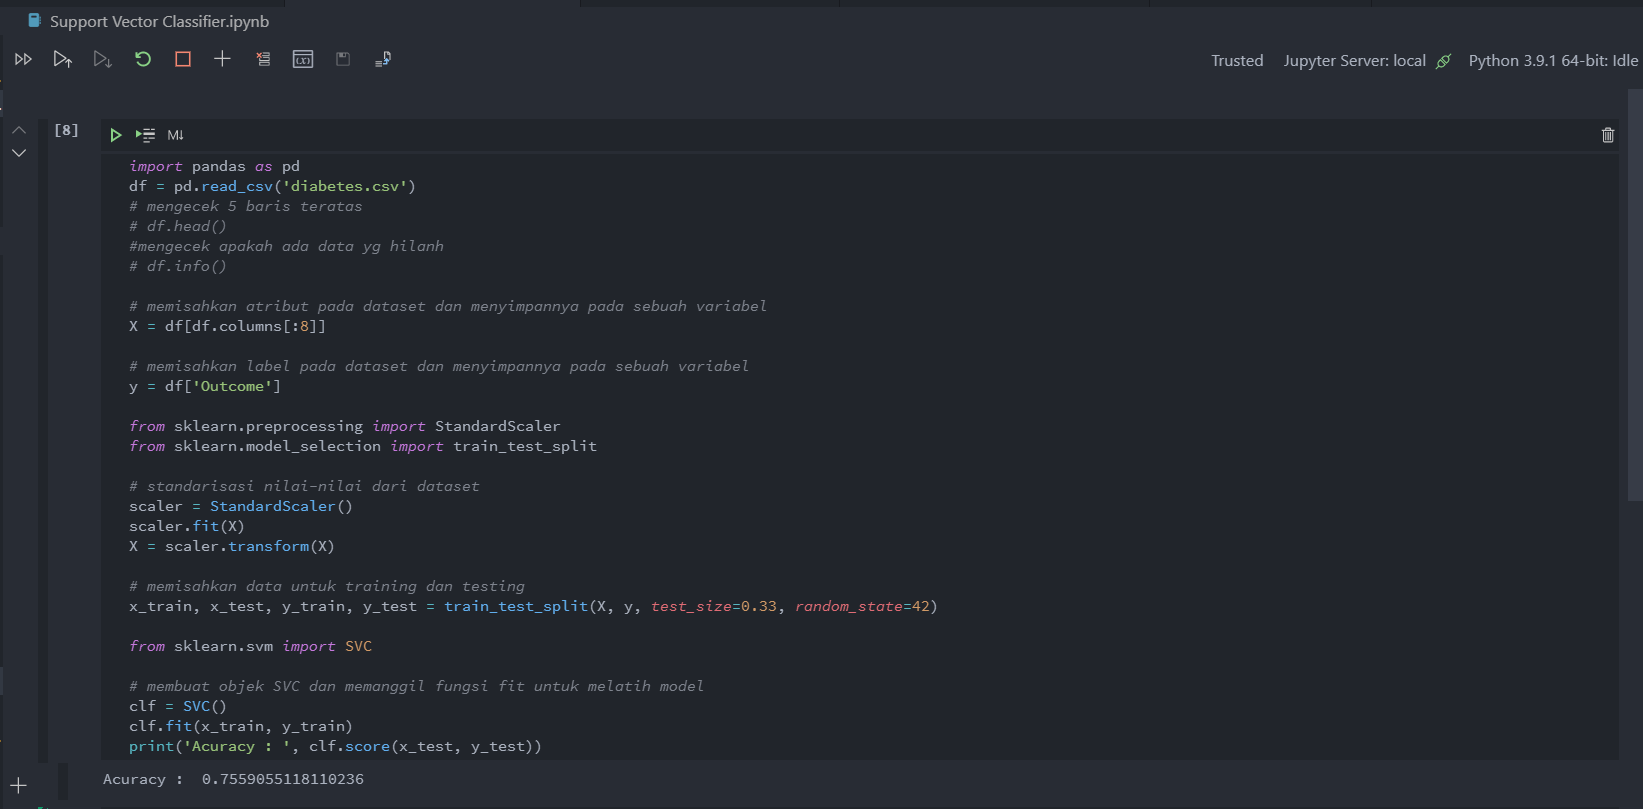 Support Vector Classifier.ipynb
Trusted Jupyter Server: local Python 3.9.1 64-bit: Idle
[8]
M↓
import pandas as pd
df = pd.read_csv('diabetes.csv')
# mengecek 5 baris teratas
# df.head()
#mengecek apakah ada data yg hilanh
# df.info()
# memisahkan atribut pada dataset dan menyimpannya pada sebuah variabel
X = df[df.columns[:8]]
# memisahkan label pada dataset dan menyimpannya pada sebuah variabel
y = df['Outcome']
from sklearn.preprocessing import StandardScaler
from sklearn.model_selection import train_test_split
# standarisasi nilai-nilai dari dataset
scaler = StandardScaler()
scaler.fit(X)
X = scaler.transform(X)
# memisahkan data untuk training dan testing
x_train, x_test, y_train, y_test = train_test_split(X, y, test_size=0.33, random_state=42)
from sklearn.svm import SVC
# membuat objek SVC dan memanggil fungsi fit untuk melatih model
clf = SVC()
clf.fit(x_train, y_train)
print('Acuracy : ', clf.score(x_test, y_test))
Acuracy :  0.7559055118110236